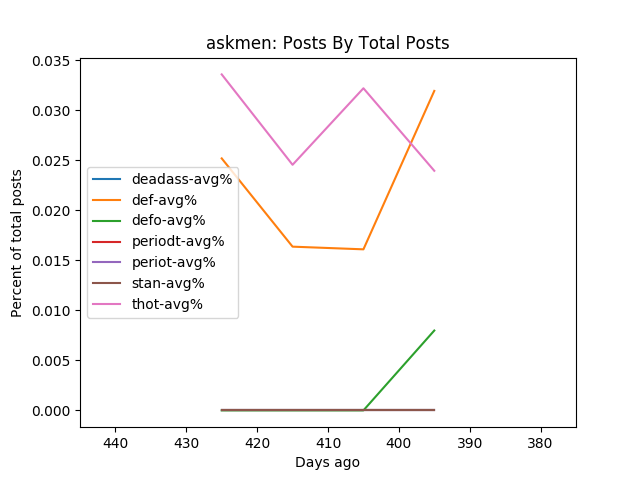 askmen: Posts By Total Posts
Percent of total posts
0.035
0.030
0.025
0.020
0.015
0.010
0.005
0.000
deadass-avg%
def-avg%
defo-avg%
periodt-avg%
periot-avg%
stan-avg%
thot-avg%
440 430 420 410 400 390 380
Days ago